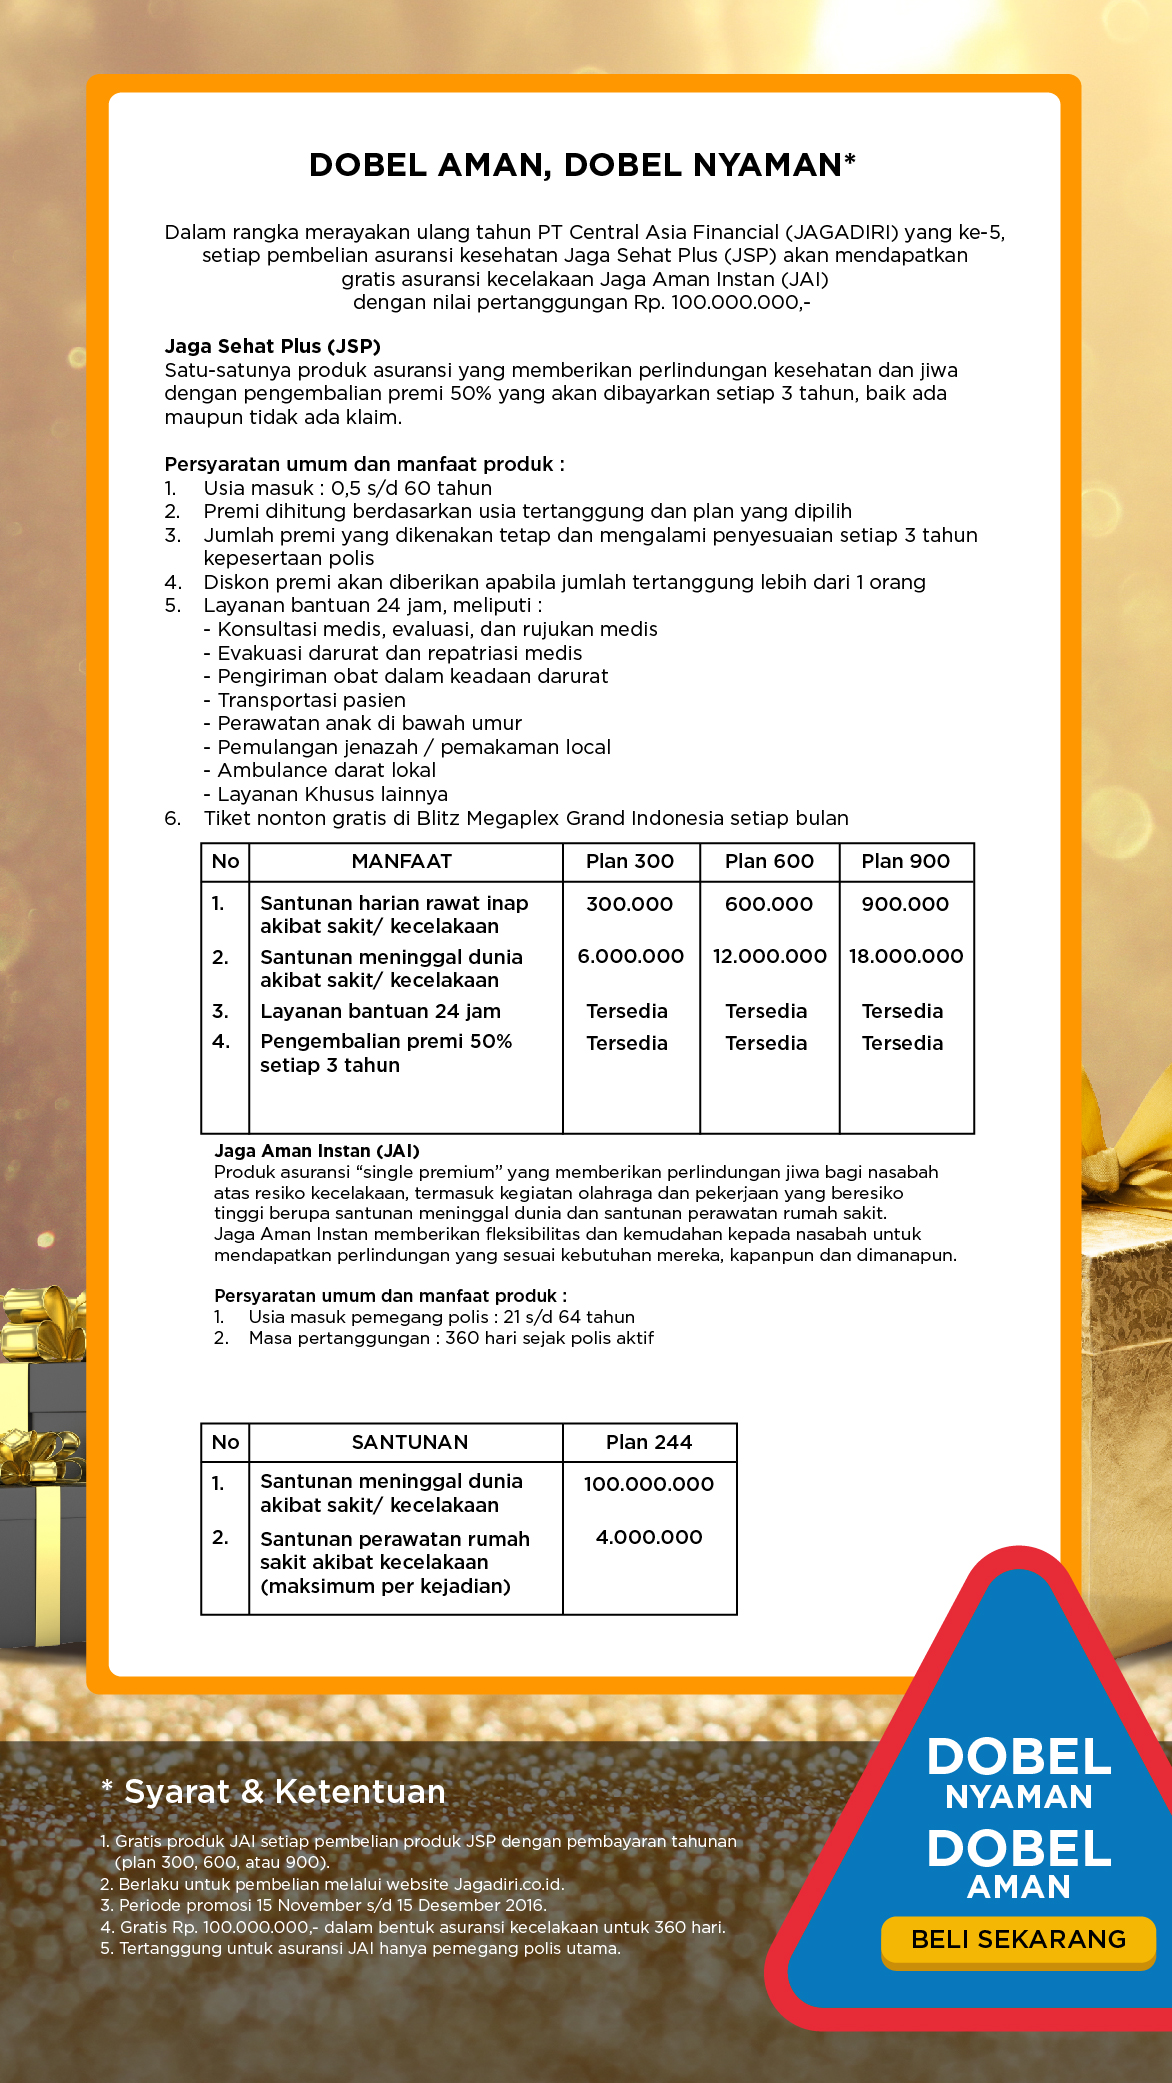 DOBEL AMAN, DOBEL NYAMAN*
Dalam rangka merayakan ulang tahun PT Central Asia Financial (JAGADIRI) yang ke-5,
setiap pembelian asuransi kesehatan Jaga Sehat Plus (JSP) akan mendapatkan
gratis asuransi kecelakaan Jaga Aman Instan (JAI)
dengan nilai pertanggungan Rp. 100.000.000,-
Jaga Sehat Plus (JSP)
Satu-satunya produk asuransi yang memberikan perlindungan kesehatan dan jiwa
dengan pengembalian premi 50% yang akan dibayarkan setiap 3 tahun, baik ada
maupun tidak ada klaim.
Persyaratan umum dan manfaat produk :
1. Usia masuk : 0,5 s/d 60 tahun
2. Premi dihitung berdasarkan usia tertanggung dan plan yang dipilih
3. Jumlah premi yang dikenakan tetap dan mengalami penyesuaian setiap 3 tahun
kepesertaan polis
4. Diskon premi akan diberikan apabila jumlah tertanggung lebih dari 1 orang
5. Layanan bantuan 24 jam, meliputi :
- Konsultasi medis, evaluasi, dan rujukan medis
- Evakuasi darurat dan repatriasi medis
- Pengiriman obat dalam keadaan darurat
- Transportasi pasien
- Perawatan anak di bawah umur
- Pemulangan jenazah / pemakaman local
- Ambulance darat lokal
- Layanan Khusus lainnya
6. Tiket nonton gratis di Blitz Megaplex Grand Indonesia setiap bulan
No MANFAAT Plan 300 Plan 600 Plan 900
1. Santunan harian rawat inap 300.000 600.000 900.000
akibat sakit/ kecelakaan
2. Santunan meninggal dunia 6.000.000 12.000.000 18.000.000
akibat sakit/ kecelakaan
3. Layanan bantuan 24 jam Tersedia Tersedia Tersedia
4. Pengembalian premi 50% Tersedia Tersedia Tersedia
setiap 3 tahun
Jaga Aman Instan (JAI)
Produk asuransi “single premium” yang memberikan perlindungan jiwa bagi nasabah
atas resiko kecelakaan, termasuk kegiatan olahraga dan pekerjaan yang beresiko
tinggi berupa santunan meninggal dunia dan santunan perawatan rumah sakit.
Jaga Aman Instan memberikan fleksibilitas dan kemudahan kepada nasabah untuk
mendapatkan perlindungan yang sesuai kebutuhan mereka, kapanpun dan dimanapun.
Persyaratan umum dan manfaat produk :
1. Usia masuk pemegang polis : 21 s/d 64 tahun
2. Masa pertanggungan : 360 hari sejak polis aktif
No SANTUNAN Plan 244
1. Santunan meninggal dunia 100.000.000
akibat sakit/ kecelakaan
2. Santunan perawatan rumah 4.000.000
sakit akibat kecelakaan
(maksimum per kejadian)
* Syarat & Ketentuan
1. Gratis produk JAI setiap pembelian produk JSP dengan pembayaran tahunan
(plan 300, 600, atau 900).
2. Berlaku untuk pembelian melalui website Jagadiri.co.id.
3. Periode promosi 15 November s/d 15 Desember 2016.
4. Gratis Rp. 100.000.000,- dalam bentuk asuransi kecelakaan untuk 360 hari.
5. Tertanggung untuk asuransi JAI hanya pemegang polis utama.
DOBEL
NYAMAN
DOBEL
AMAN
BELI SEKARANG